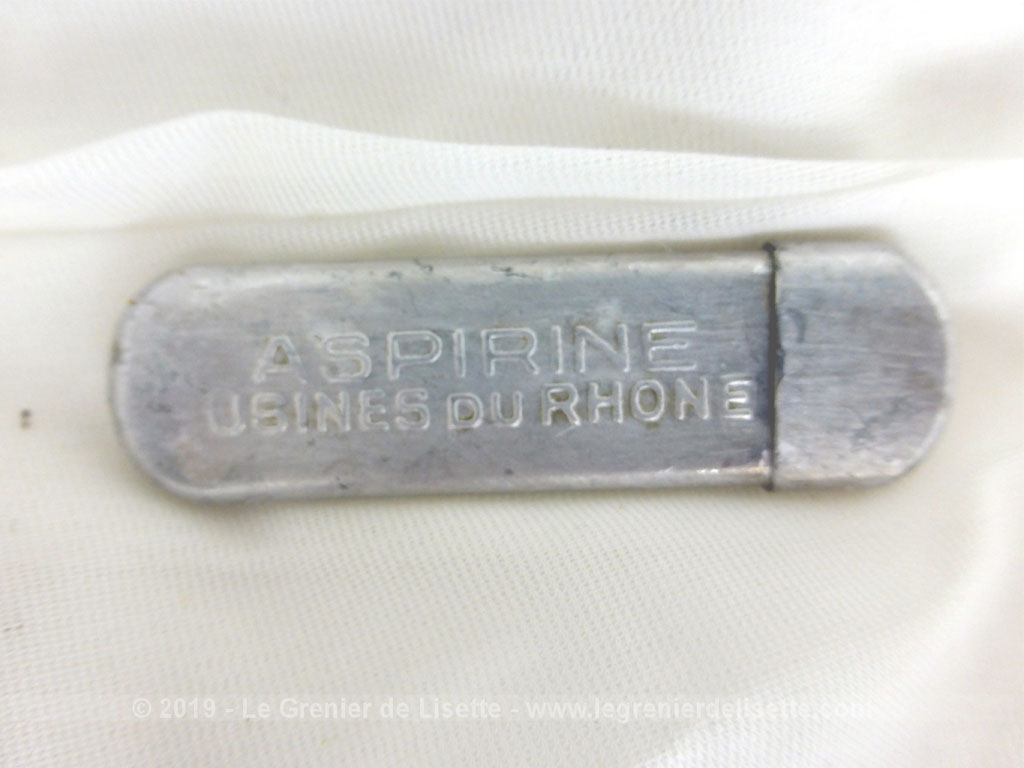 ASPIRINE
USINES DU RHONE
© 2019 - Le Grenier de Lisette - www.legrenierdelisette.com